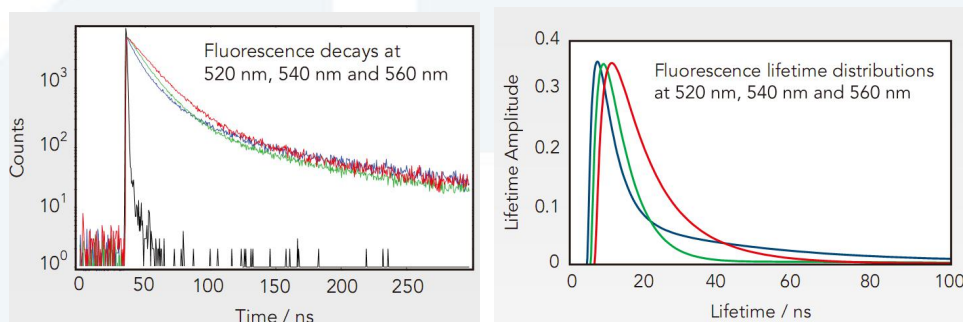 Fluorescence decays at
520 nm, 540 nm and 560 nm
Counts
10³
10²
10¹
10⁰
0 50 100 150 200 250
Time / ns
Fluorescence lifetime distributions
at 520 nm, 540 nm and 560 nm
Lifetime Amplitude
0.4
0.3
0.2
0.1
0
0 20 40 60 80 100
Lifetime / ns